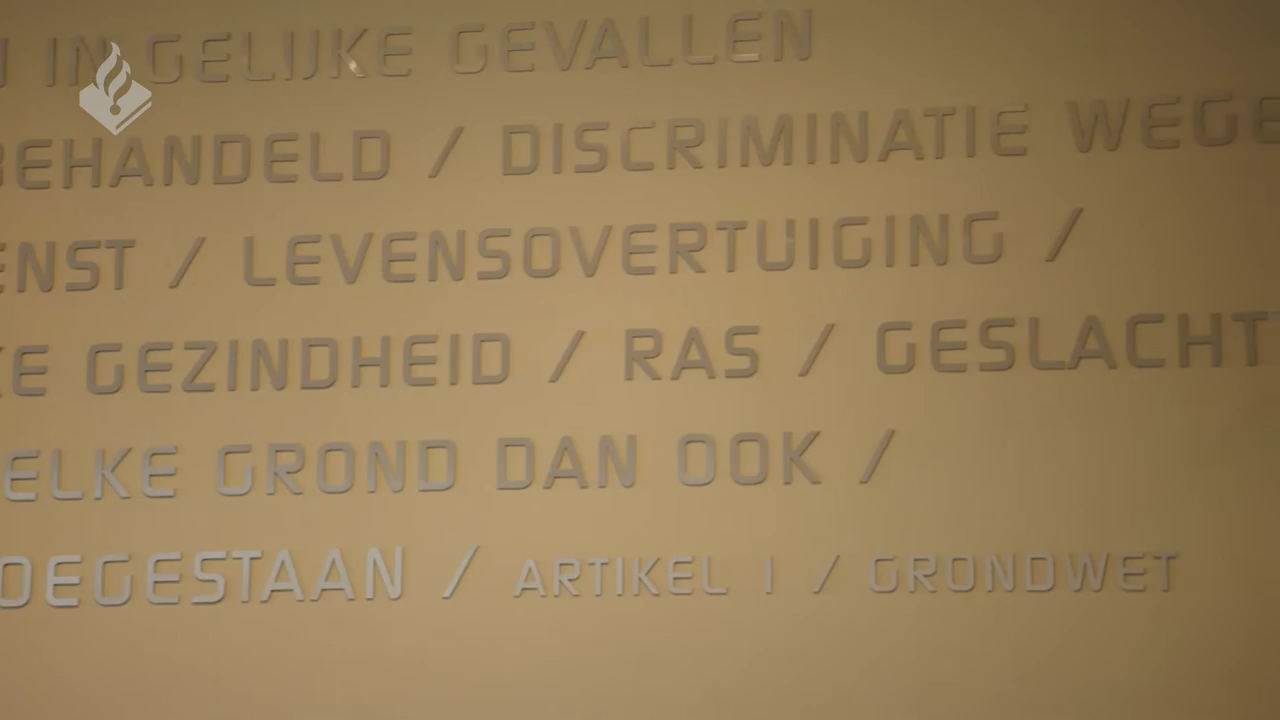 IN GELIJKE GEVALLEN
BEHANDELD / DISCRIMINATIE WEGE
ENST / LEVENSOVERTUIGING /
KE GEZINDHEID / RAS / GESLACHT
ELKE GROND DAN OOK /
OEGESTAAN / ARTIKEL 1 / GRONDWET